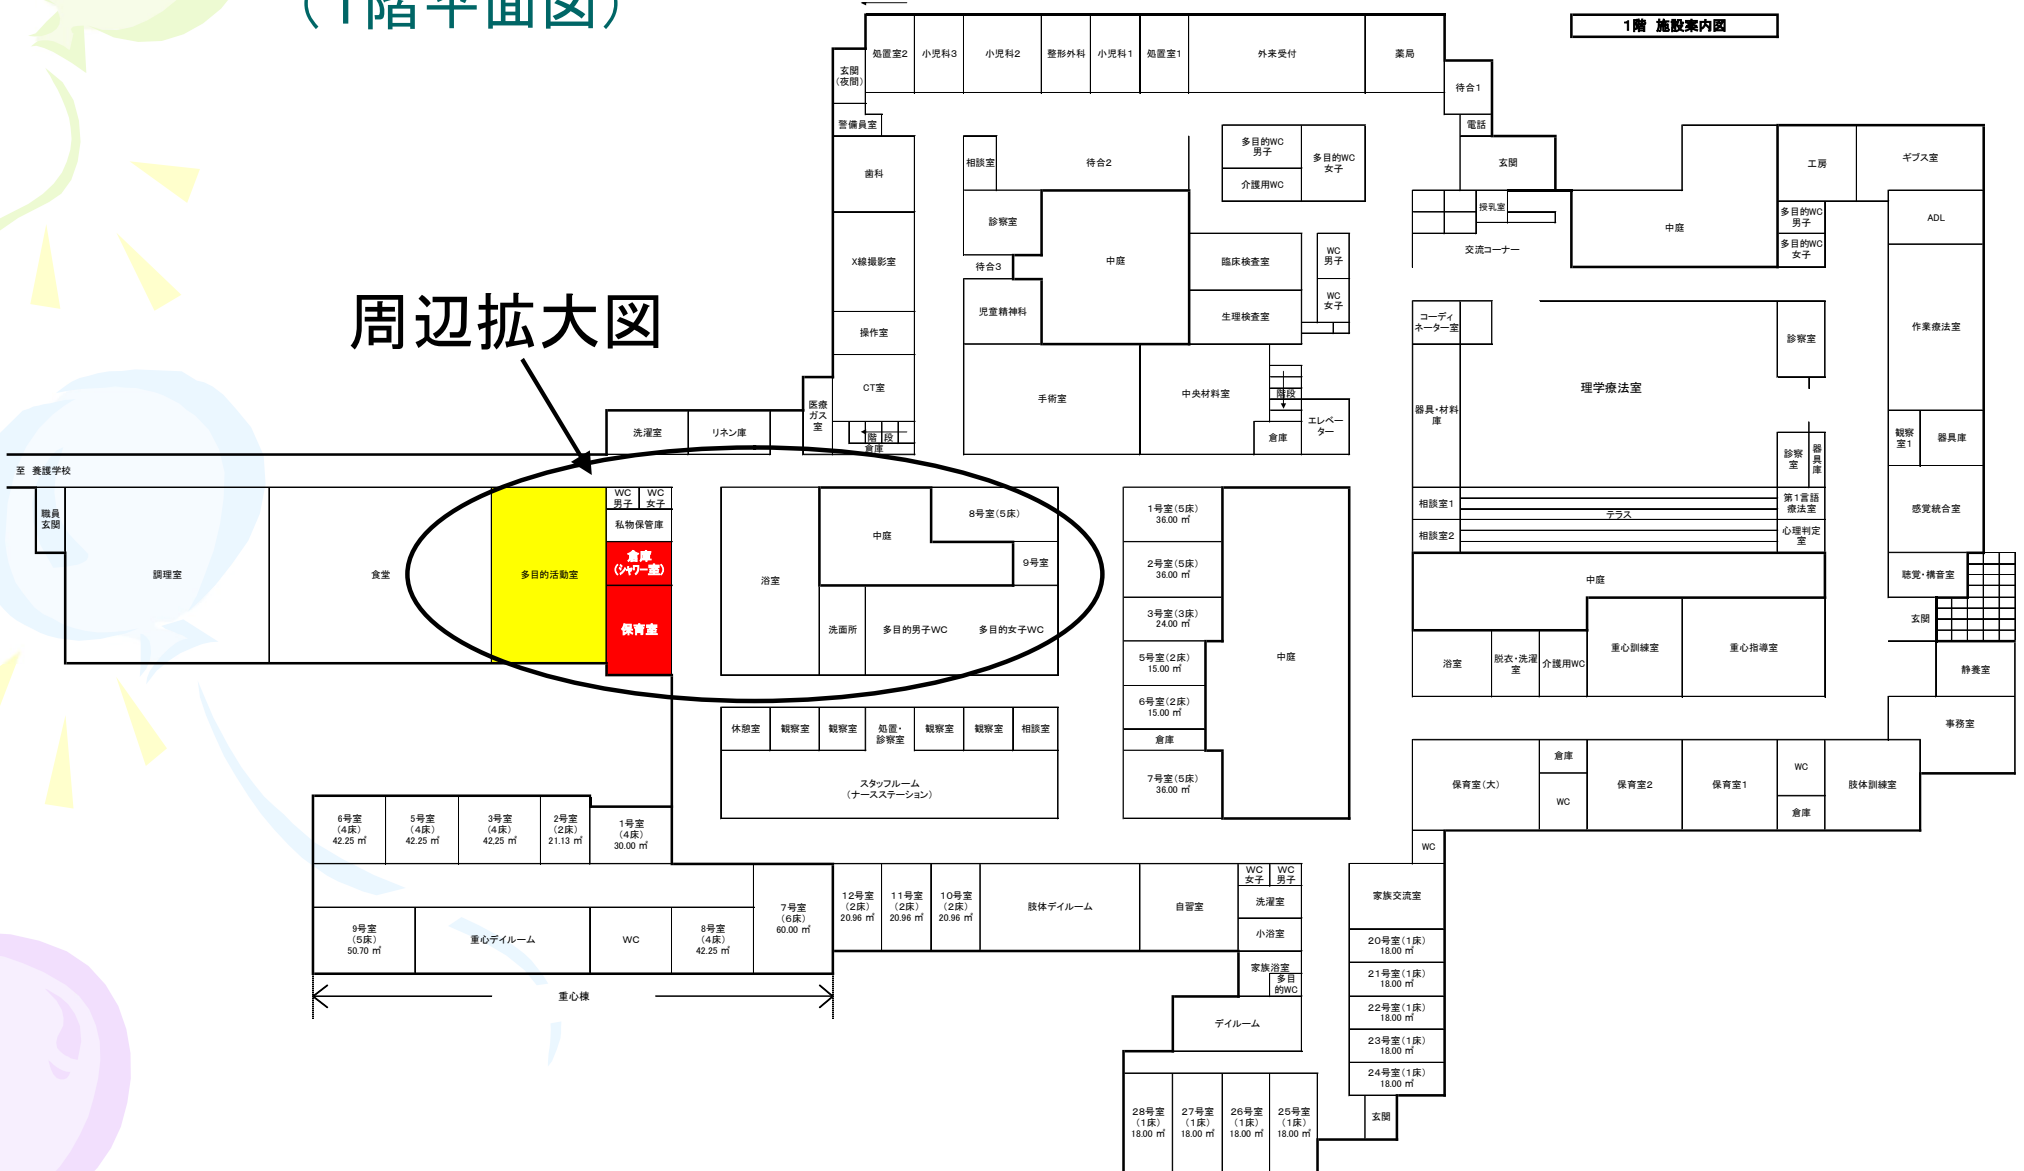 （1階平面図）
1階 施設案内図
処置室2
小児科3
小児科2
整形外科
小児科1
処置室1
外来受付
薬局
玄関
（夜間）
待合1
警備員室
電話
歯科
相談室
待合2
多目的WC
男子
多目的WC
女子
介護用WC
玄関
工房
ギプス室
診察室
中庭
授乳室
中庭
多目的WC
男子
ADL
X線撮影室
待合3
臨床検査室
WC
男子
交流コーナー
多目的WC
女子
児童精神科
生理検査室
WC
女子
周辺拡大図
操作室
コーディ
ネーター室
診察室
作業療法室
CT室
手術室
中央材料室
階段
理学療法室
医療
ガス
室
器具・材料
庫
洗濯室
リネン庫
階段
倉庫
倉庫
エレベー
ター
観察
室1
器具庫
診察
室
器
具
庫
至 養護学校
職員
玄関
調理室
食堂
多目的活動室
WC
男子
WC
女子
私物保管庫
倉庫
（シャワー室）
保育室
浴室
中庭
8号室（5床）
9号室
洗面所
多目的男子WC
多目的女子WC
1号室（5床）
36.00 ㎡
2号室（5床）
36.00 ㎡
3号室（3床）
24.00 ㎡
5号室（2床）
15.00 ㎡
6号室（2床）
15.00 ㎡
倉庫
7号室（5床）
36.00 ㎡
中庭
相談室1
相談室2
テラス
第1言語
療法室
心理判定
室
感覚統合室
中庭
聴覚・横音室
玄関
浴室
脱衣・洗濯
室
介護用WC
重心訓練室
重心指導室
静養室
事務室
休憩室
観察室
観察室
処置・
診察室
観察室
観察室
相談室
スタッフルーム
（ナースステーション）
保育室（大）
倉庫
WC
保育室2
保育室1
WC
倉庫
肢体訓練室
WC
6号室
（4床）
42.25 ㎡
5号室
（4床）
42.25 ㎡
3号室
（4床）
42,25 ㎡
2号室
（2床）
21.13 ㎡
1号室
（4床）
30.00 ㎡
7号室
（6床）
60.00 ㎡
12号室
（2床）
20.96 ㎡
11号室
（2床）
20.96 ㎡
10号室
（2床）
20.96 ㎡
肢体デイルーム
自習室
WC
女子
WC
男子
洗濯室
小浴室
家族浴室
多目
的WC
デイルーム
家族交流室
9号室
（5床）
50.70 ㎡
重心デイルーム
WC
8号室
（4床）
42.25 ㎡
重心棟
20号室（1床）
18.00 ㎡
21号室（1床）
18.00 ㎡
22号室（1床）
18.00 ㎡
23号室（1床）
18.00 ㎡
24号室（1床）
18.00 ㎡
玄関
28号室
（1床）
18.00 ㎡
27号室
（1床）
18.00 ㎡
26号室
（1床）
18.00 ㎡
25号室
（1床）
18.00 ㎡